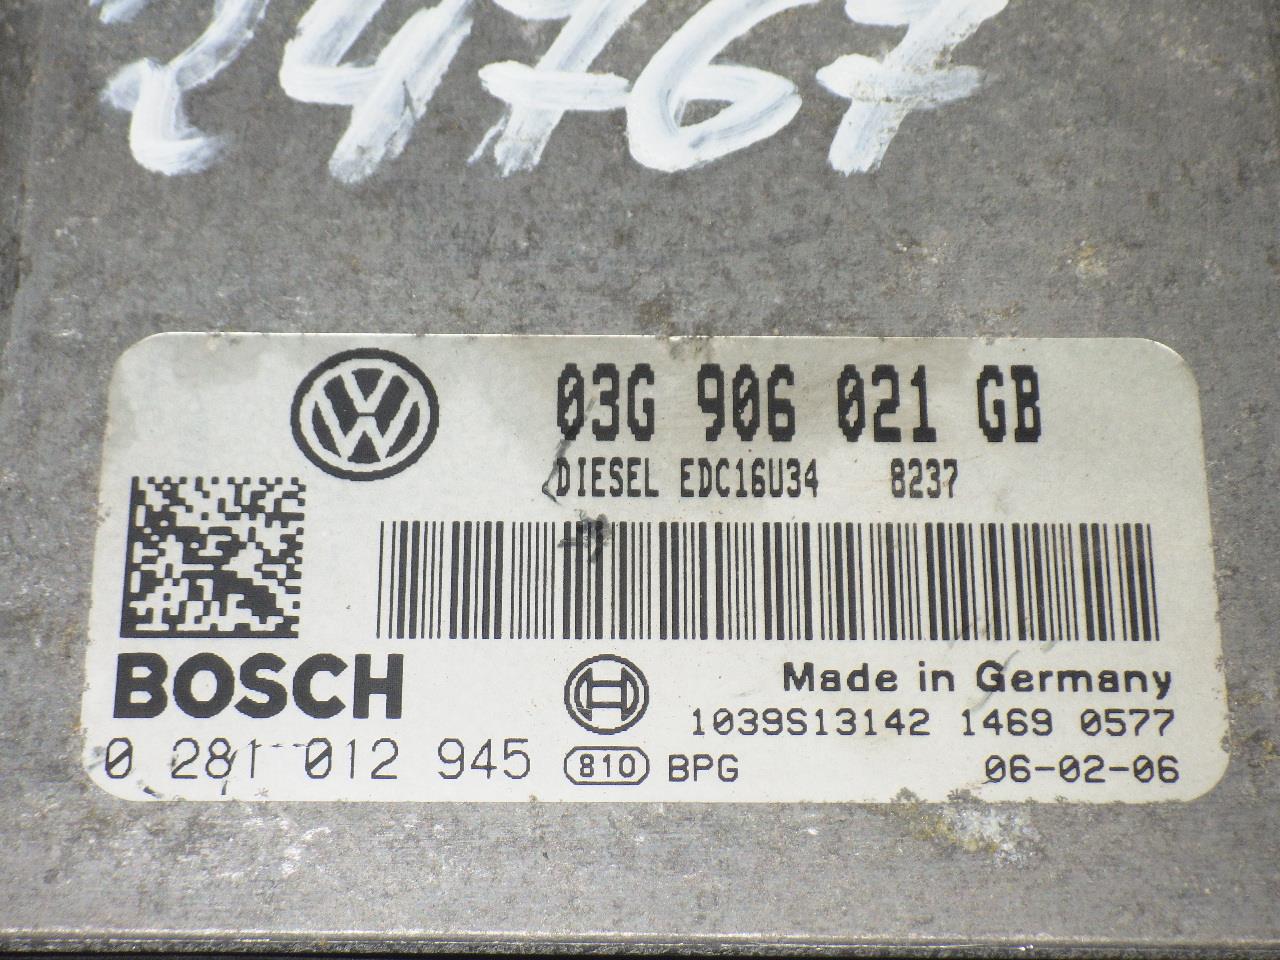 24767
03G 906 021 GB
DIESEL EDC16U34 8237
BOSCH
Made in Germany
1039S13142 1469 0577
0 281 012 945 810 BPG 06-02-06